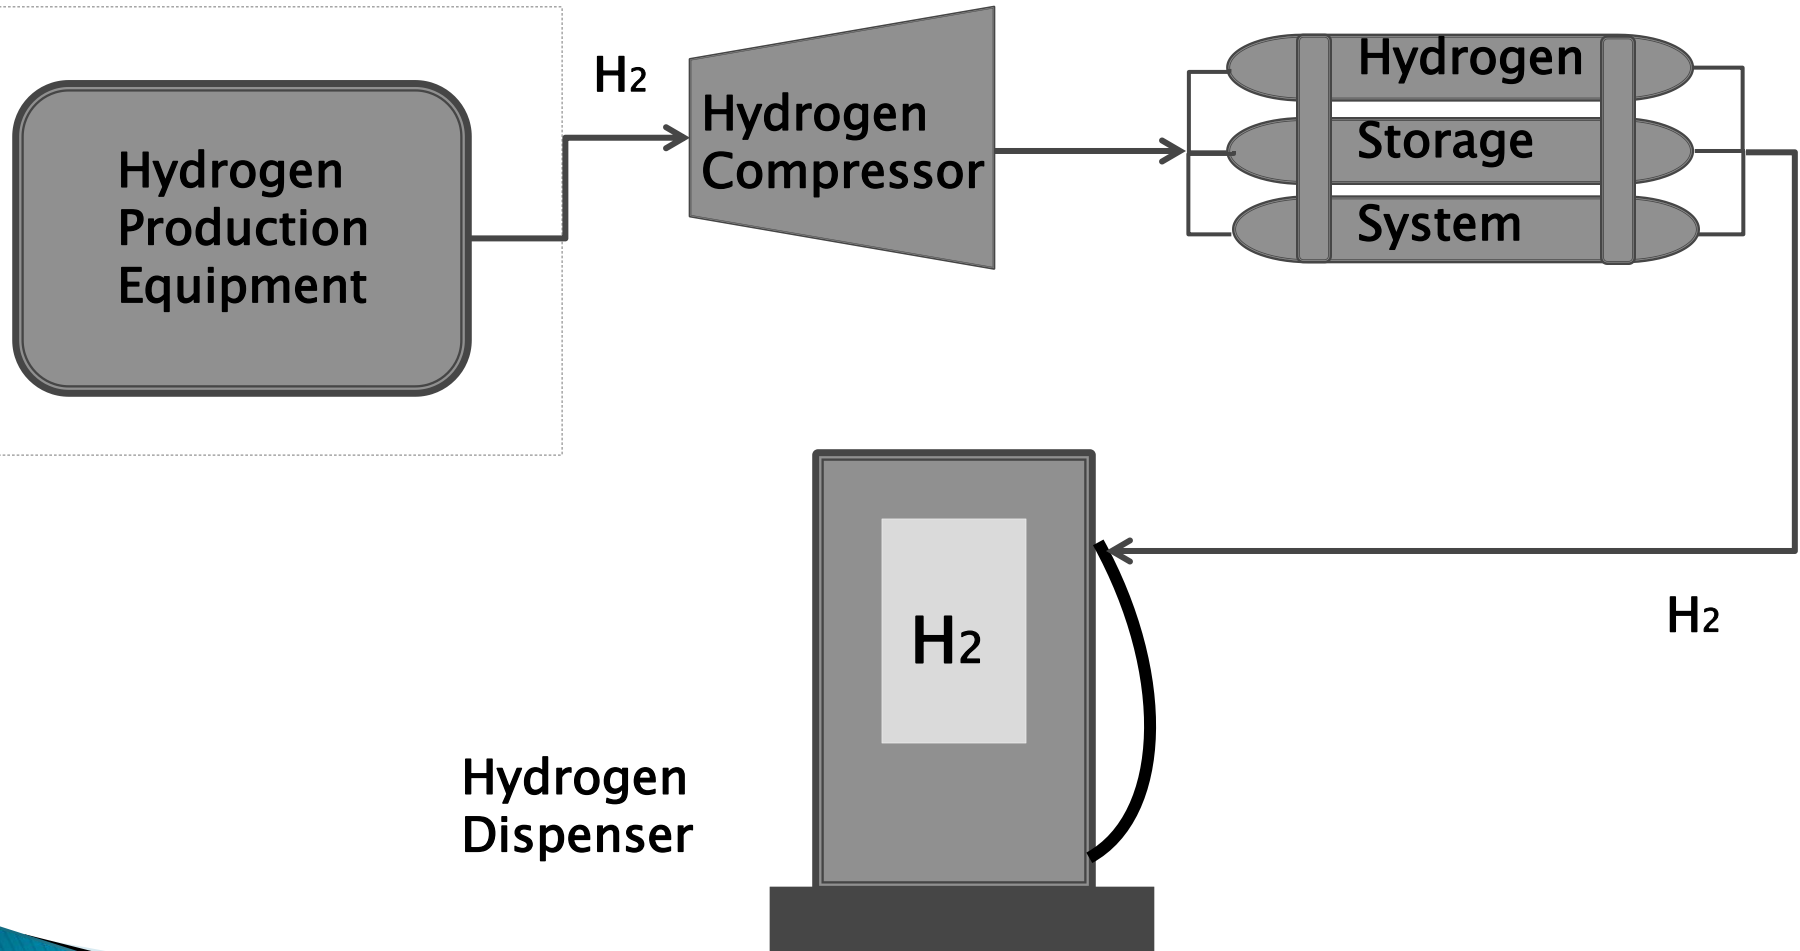 Hydrogen
Production
Equipment
H2
Hydrogen
Compressor
Hydrogen
Storage
System
H2
H2
Hydrogen
Dispenser